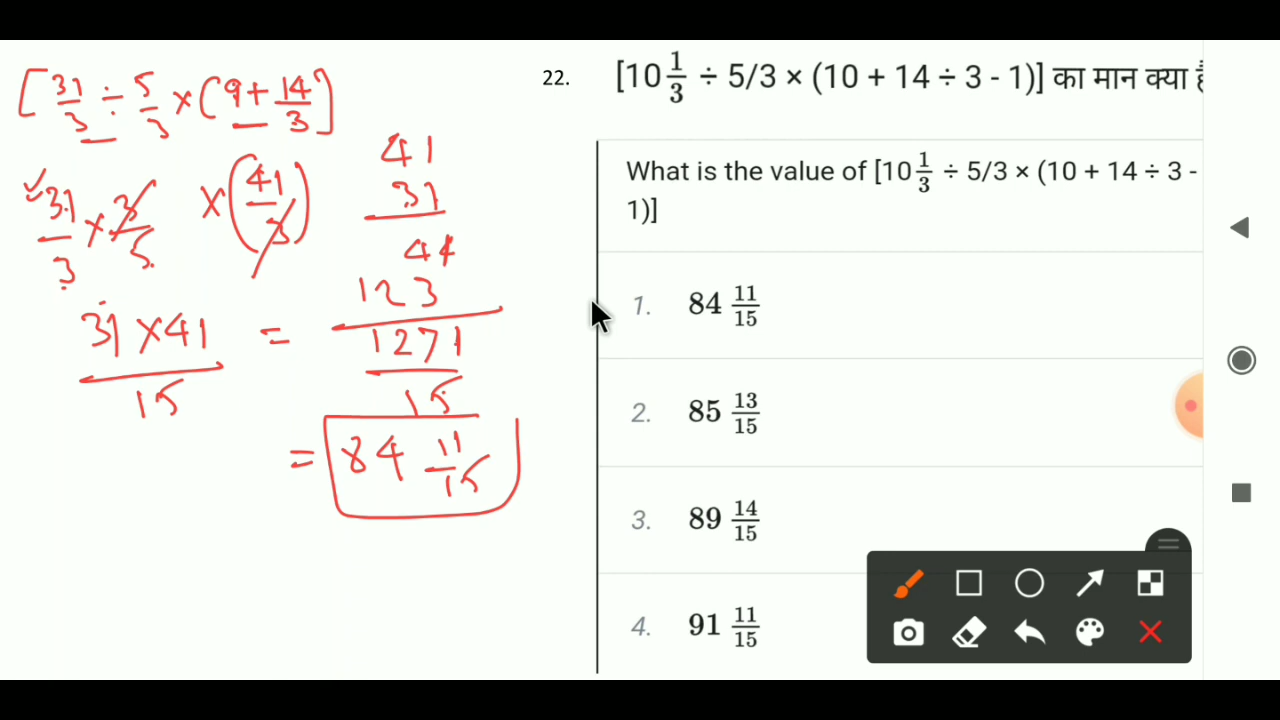 [31/3 ÷ 5/3 × (9 + 14/3)]
31/3 × 3/5 × (41/3)
31 × 41 / 15 =
41
31
41
123
1271
15
= 84 11/15
22. [10 1/3 ÷ 5/3 × (10 + 14 ÷ 3 - 1)] का मान क्या
What is the value of [10 1/3 ÷ 5/3 × (10 + 14 ÷ 3 -
1)]
1. 84 11/15
2. 85 13/15
3. 89 14/15
4. 91 11/15